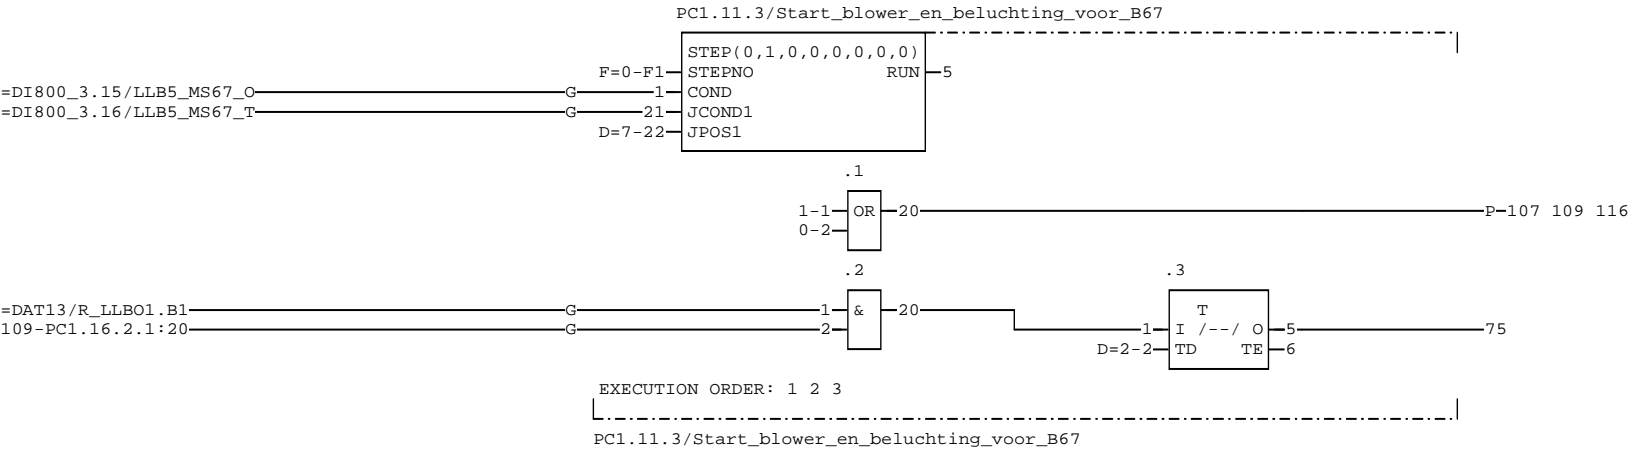 PC1.11.3/Start_blower_en_beluchting_voor_B67
STEP(0,1,0,0,0,0,0,0)
F=0-F1 STEPNO RUN 5
=DI800_3.15/LLB5_MS67_O G 1 COND
=DI800_3.16/LLB5_MS67_T G 21 JCOND1
D=7-22 JPOS1
.1
1-1 OR 20 P-107 109 116
0-2
.2 .3
T
=DAT13/R_LLBO1.B1 G 1 & 20
109-PC1.16.2.1:20 G 2 1 I /--/ O 5 75
D=2-2 TD TE 6
EXECUTION ORDER: 1 2 3
PC1.11.3/Start_blower_en_beluchting_voor_B67